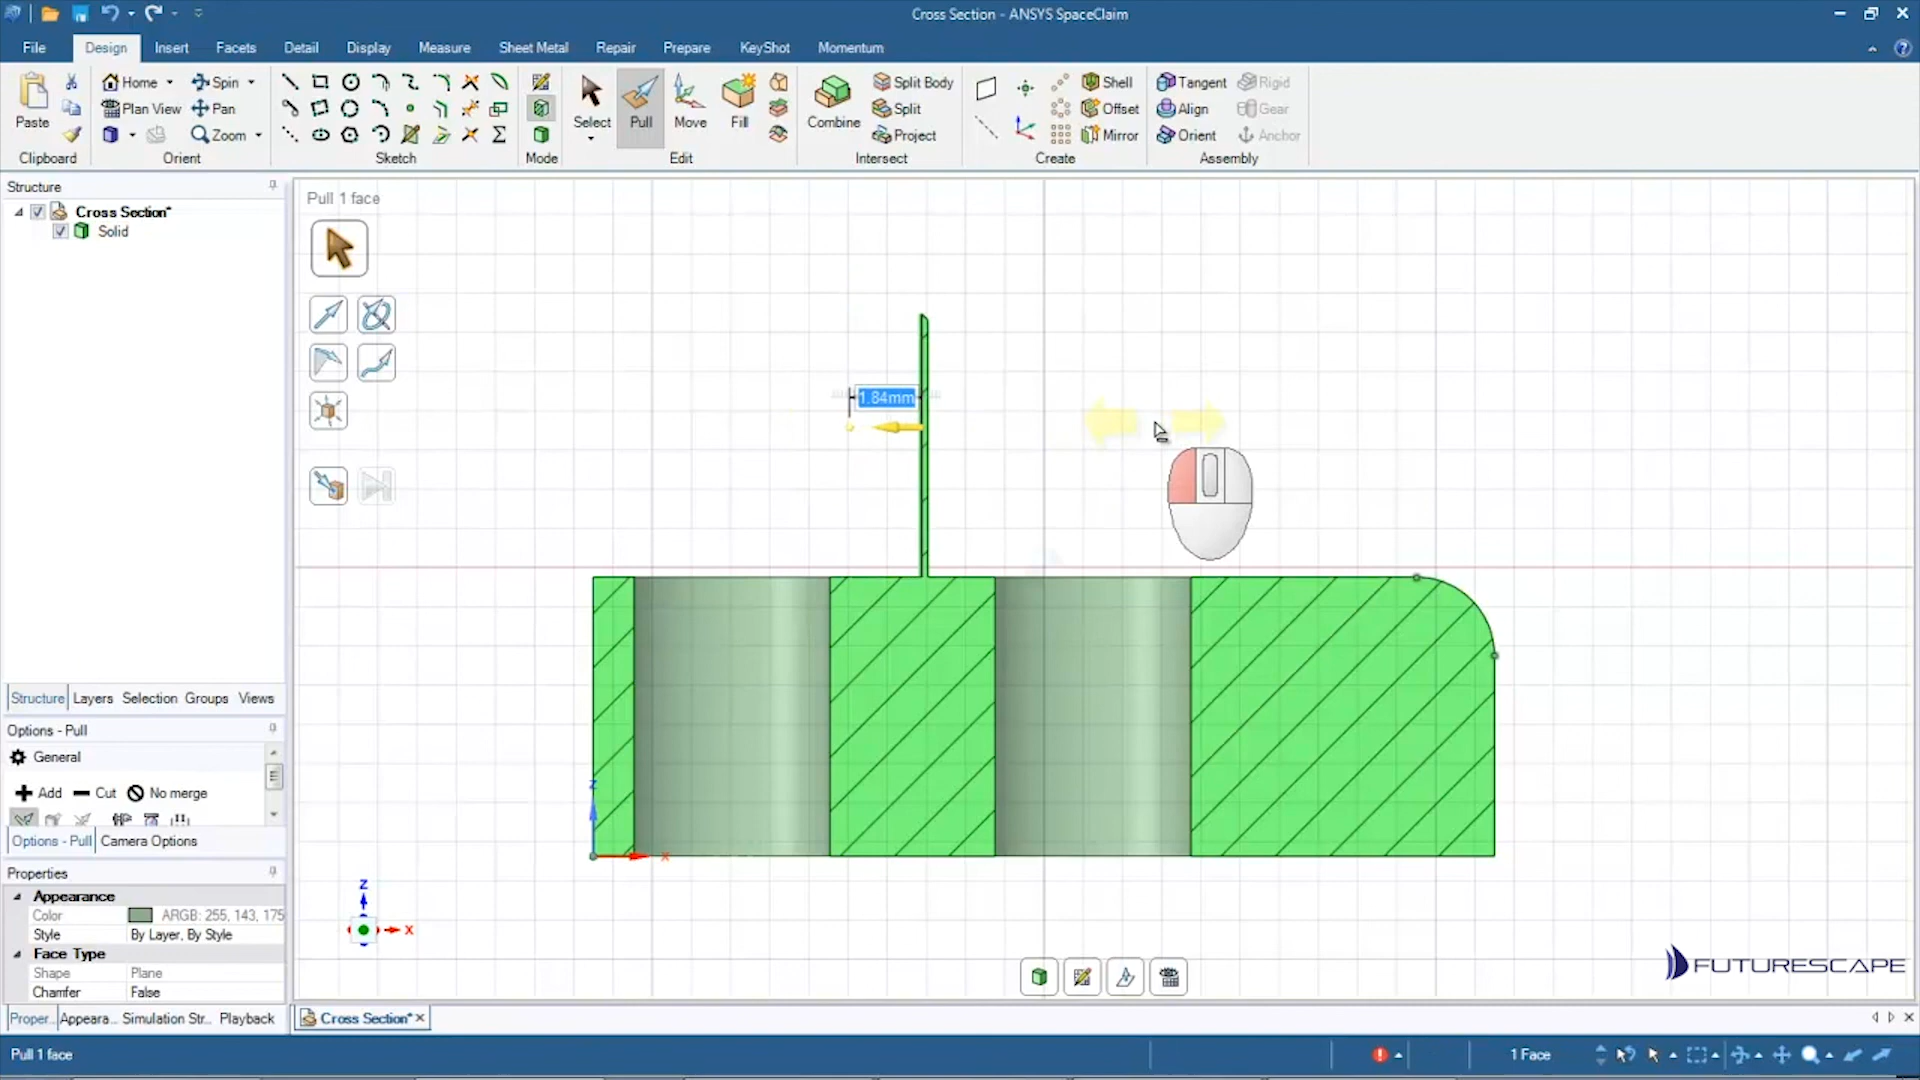 Cross Section - ANSYS SpaceClaim
File Design Insert Facets Detail Display Measure Sheet Metal Repair Prepare KeyShot Momentum
Home Spin Split Body Shell Tangent Rigid
Plan View Pan Split Offset Align Gear
Paste Zoom Select Pull Move Fill Combine Project Mirror Orient Anchor
Clipboard Orient Sketch Mode Edit Intersect Create Assembly
Structure
Pull 1 face
Cross Section*
Solid
1.84mm
Structure Layers Selection Groups Views
Options - Pull
General
Add Cut No merge
Options - Pull Camera Options
Properties
Appearance
Color ARGB: 255, 143, 175
Style By Layer, By Style
Face Type
Shape Plane
Chamfer False
Z
X
Z
X
FUTURESCAPE
Proper... Appeara... Simulation Str... Playback
Cross Section*
Pull 1 face
1 Face